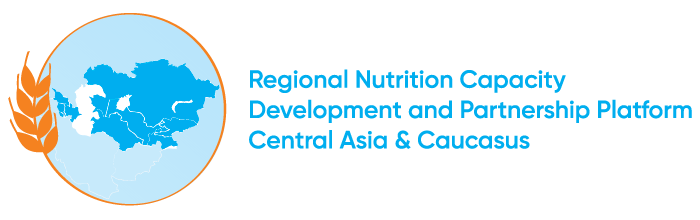 Regional Nutrition Capacity
Development and Partnership Platform
Central Asia & Caucasus